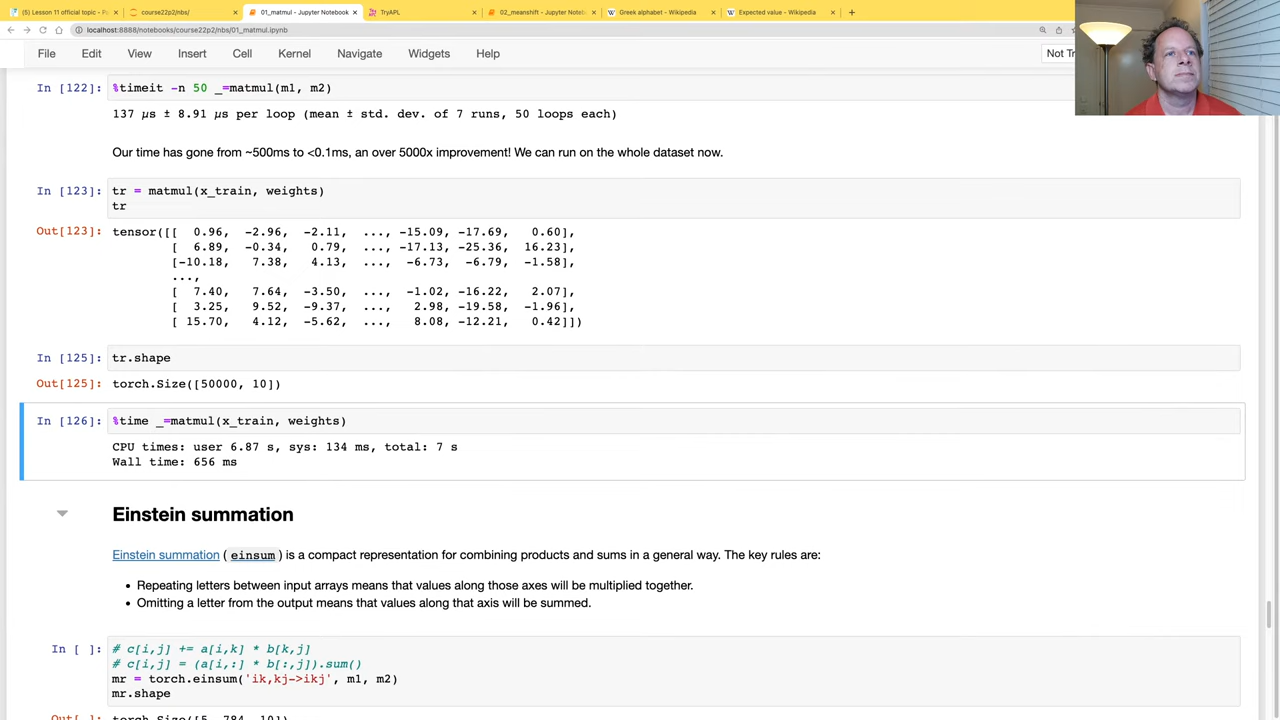 (5) Lesson 11 official topic - Pa
course22p2/nbs/
01_matmul - Jupyter Notebook
TryAPL
02_meanshift - Jupyter Noteb
Greek alphabet - Wikipedia
Expected value - Wikipedia
localhost:8888/notebooks/course22p2/nbs/01_matmul.ipynb
File Edit View Insert Cell Kernel Navigate Widgets Help Not Tr
In [122]: %timeit -n 50 _=matmul(m1, m2)
137 µs ± 8.91 µs per loop (mean ± std. dev. of 7 runs, 50 loops each)
Our time has gone from ~500ms to <0.1ms, an over 5000x improvement! We can run on the whole dataset now.
In [123]: tr = matmul(x_train, weights)
tr
Out[123]: tensor([[  0.96,  -2.96,  -2.11,  ..., -15.09, -17.69,   0.60],
[  6.89,  -0.34,   0.79,  ..., -17.13, -25.36,  16.23],
[-10.18,   7.38,   4.13,  ...,  -6.73,  -6.79,  -1.58],
...,
[  7.40,   7.64,  -3.50,  ...,  -1.02, -16.22,   2.07],
[  3.25,   9.52,  -9.37,  ...,   2.98, -19.58,  -1.96],
[ 15.70,   4.12,  -5.62,  ...,   8.08, -12.21,   0.42]])
In [125]: tr.shape
Out[125]: torch.Size([50000, 10])
In [126]: %time _=matmul(x_train, weights)
CPU times: user 6.87 s, sys: 134 ms, total: 7 s
Wall time: 656 ms
Einstein summation
Einstein summation ( einsum ) is a compact representation for combining products and sums in a general way. The key rules are:
• Repeating letters between input arrays means that values along those axes will be multiplied together.
• Omitting a letter from the output means that values along that axis will be summed.
In [ ]: # c[i,j] += a[i,k] * b[k,j]
# c[i,j] = (a[i,:] * b[:,j]).sum()
mr = torch.einsum('ik,kj->ikj', m1, m2)
mr.shape
Out[ ]: torch.Size([5, 784, 10])